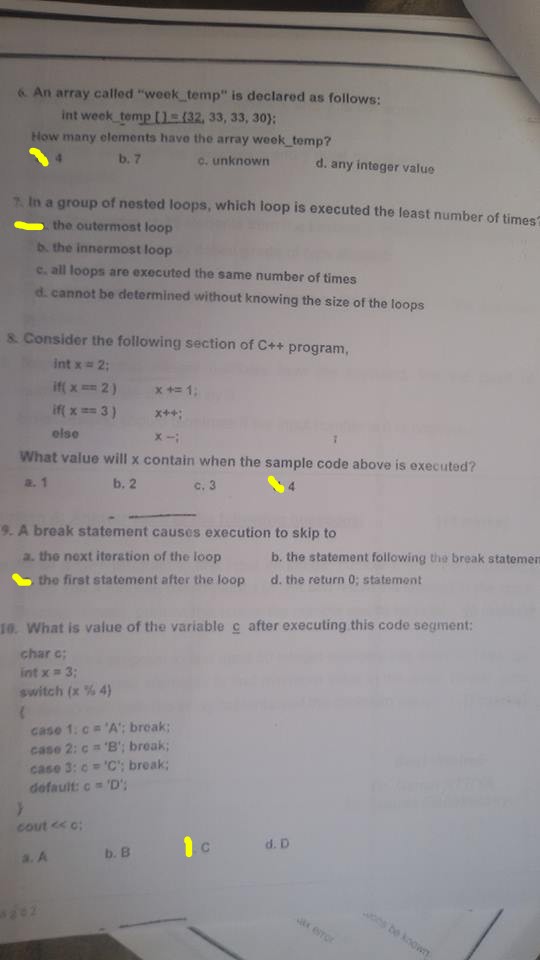 6. An array called "week_temp" is declared as follows:
int week_temp [ ] = {32, 33, 33, 30};
How many elements have the array week_temp?
4 b. 7 c. unknown d. any integer value
7. In a group of nested loops, which loop is executed the least number of times?
the outermost loop
b. the innermost loop
c. all loops are executed the same number of times
d. cannot be determined without knowing the size of the loops
8. Consider the following section of C++ program,
int x = 2;
if( x == 2 ) x += 1;
if( x == 3 ) x++;
else x --;
What value will x contain when the sample code above is executed?
a. 1 b. 2 c. 3 4
9. A break statement causes execution to skip to
a. the next iteration of the loop b. the statement following the break statemen
the first statement after the loop d. the return 0; statement
10. What is value of the variable c after executing this code segment:
char c;
int x = 3;
switch (x % 4)
{
case 1: c = 'A'; break;
case 2: c = 'B'; break;
case 3: c = 'C'; break;
default: c = 'D';
}
cout << c;
a. A b. B C d. D
ax error
ions be known